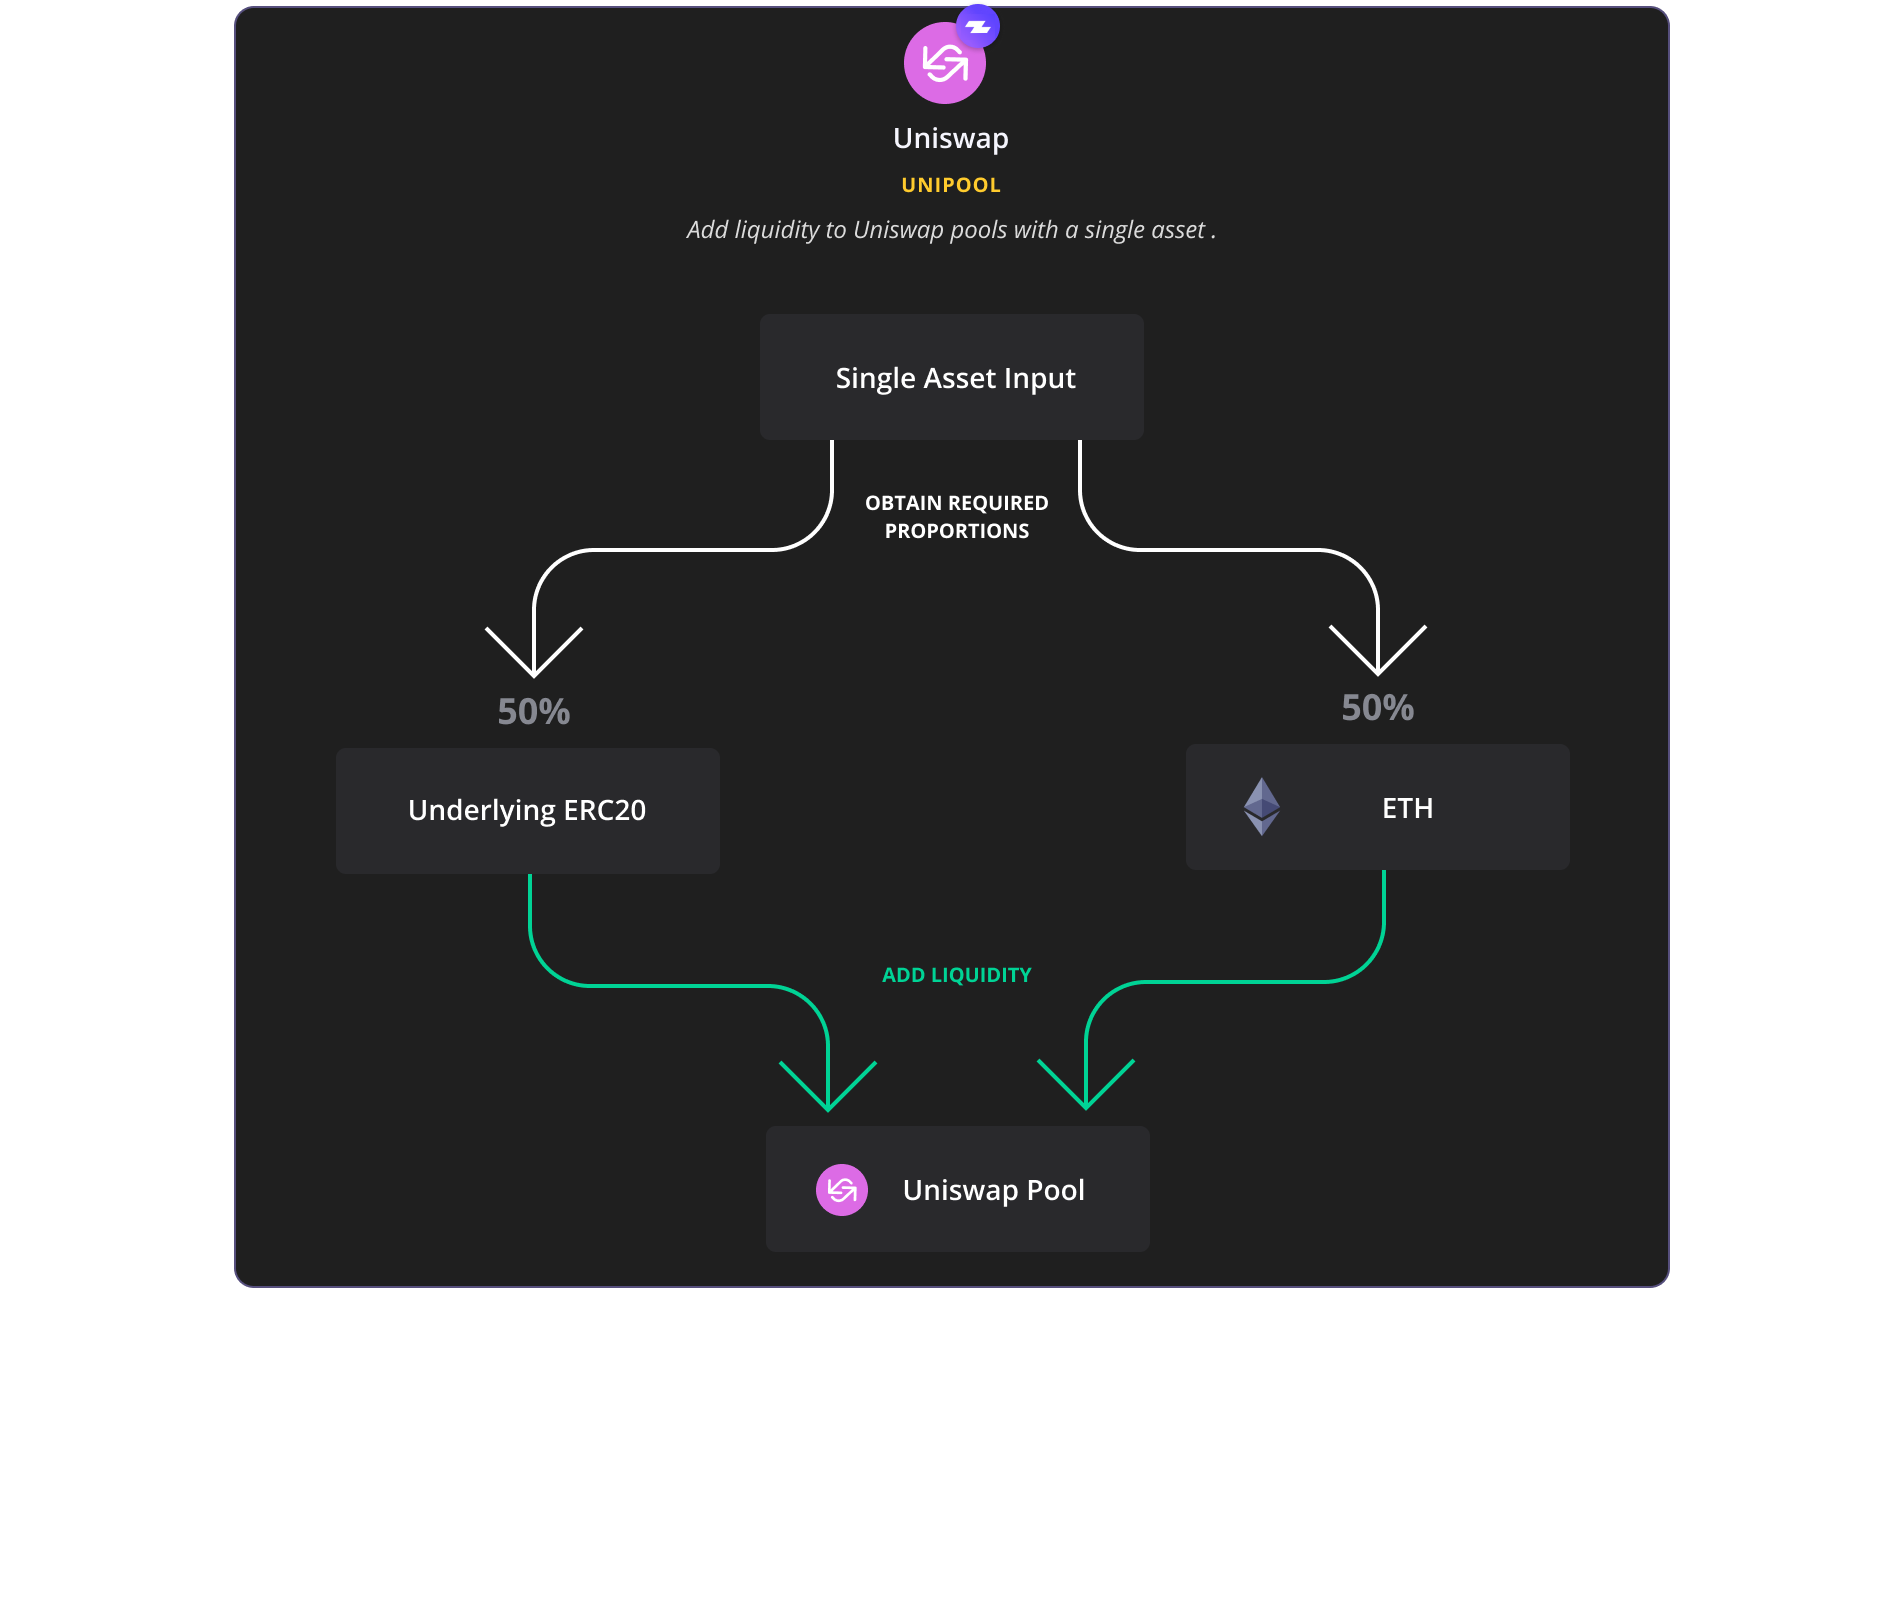 Uniswap
UNIPOOL
Add liquidity to Uniswap pools with a single asset .
Single Asset Input
OBTAIN REQUIRED
PROPORTIONS
50%
50%
Underlying ERC20
ETH
ADD LIQUIDITY
Uniswap Pool